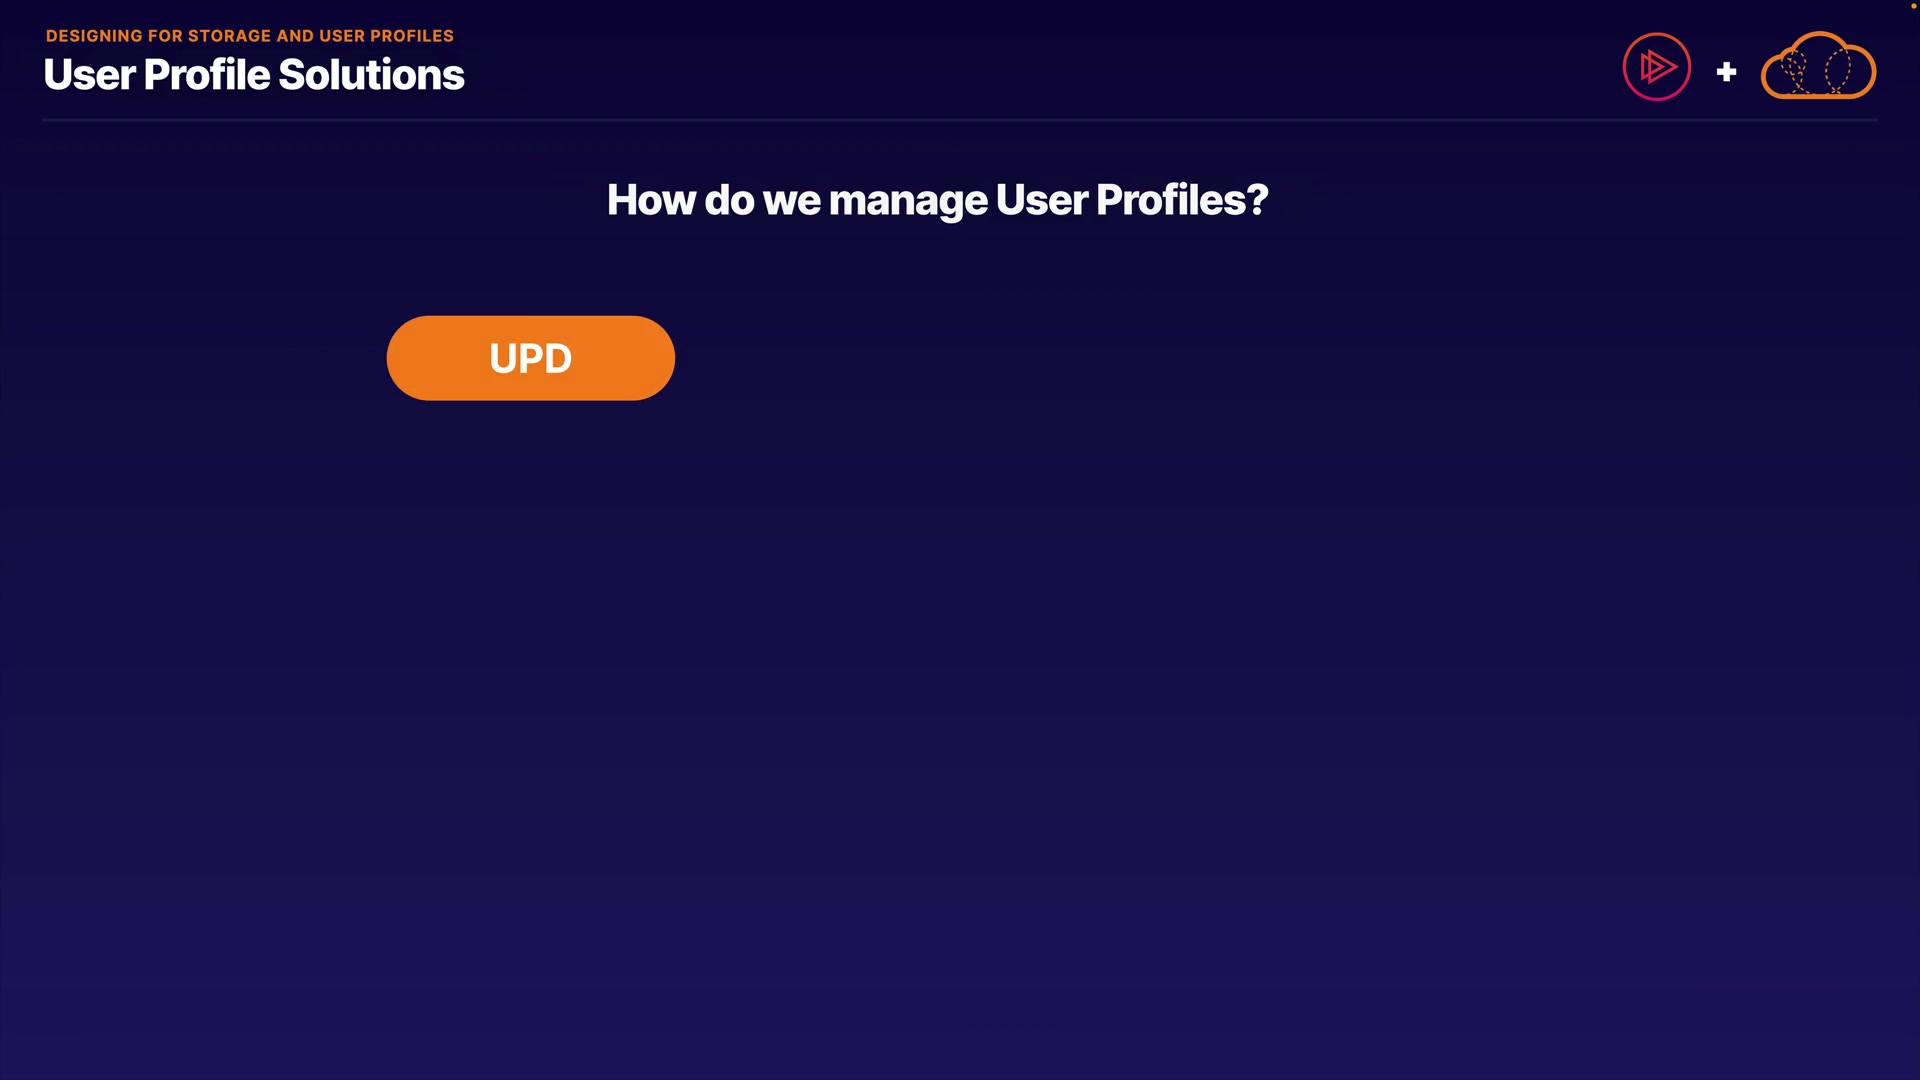 DESIGNING FOR STORAGE AND USER PROFILES
User Profile Solutions
How do we manage User Profiles?
UPD